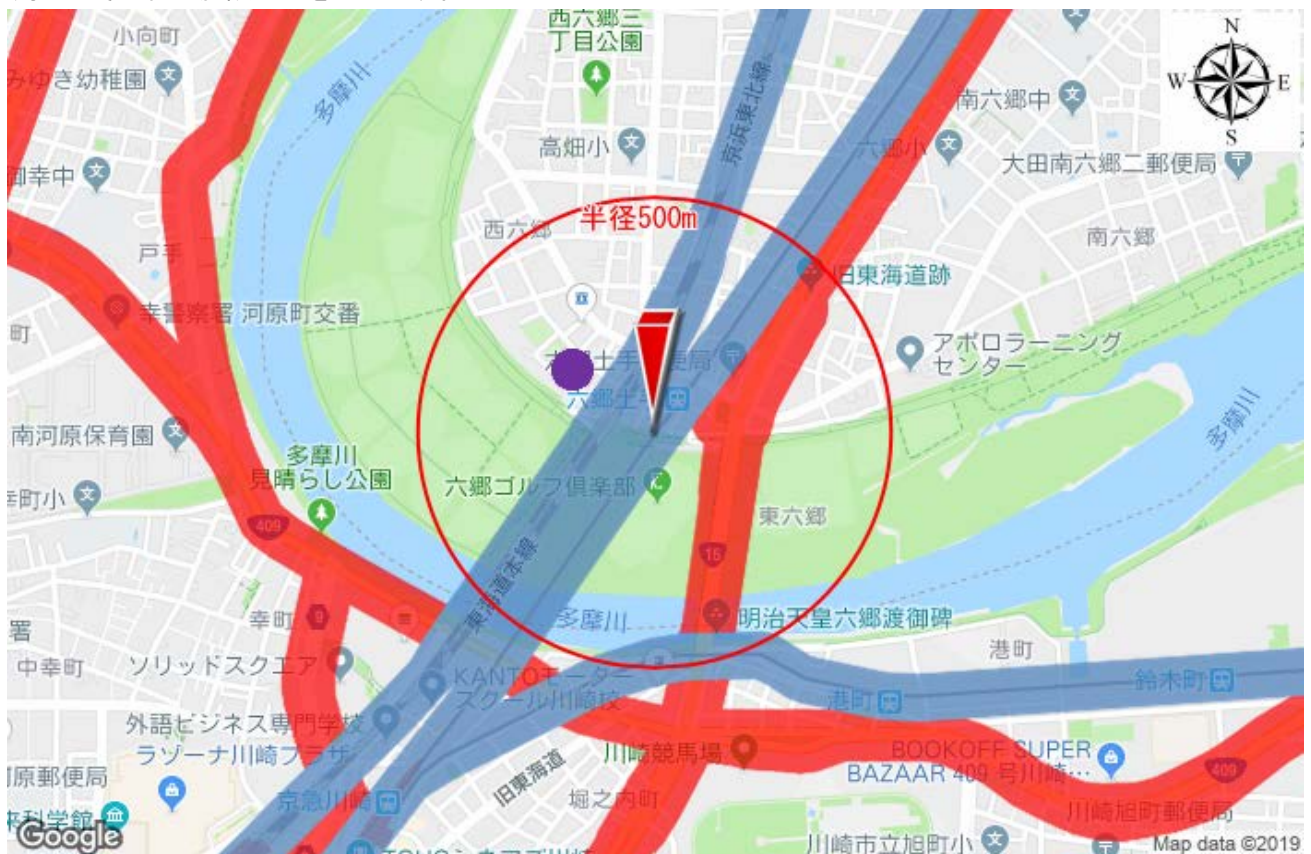 小向町
みゆき幼稚園
多摩川
西六郷三
丁目公園
京浜東北線
南六郷中
N
W
E
S
高畑小
六郷小
大田南六郷二郵便局
御幸中
半径500m
西六郷
南六郷
戸手
旧東海道跡
幸警察署 河原町交番
町
アポロラーニング
センター
六郷土手
多摩川
南河原保育園
多摩川
見晴らし公園
幸町小
六郷ゴルフ倶楽部
東六郷
409
15
東海道本線
幸町
9
多摩川
明治天皇六郷渡御碑
署
港町
中幸町
ソリッドスクエア
KANTOモーター
スクール川崎校
港町
鈴木町
外語ビジネス専門学校
ラゾーナ川崎プラザ
川崎競馬場
BOOKOFF SUPER
BAZAAR 409 号川崎…
409
旧東海道
堀之内町
京急川崎
川崎旭町郵便局
Google
川崎市立旭町小
Map data ©2019